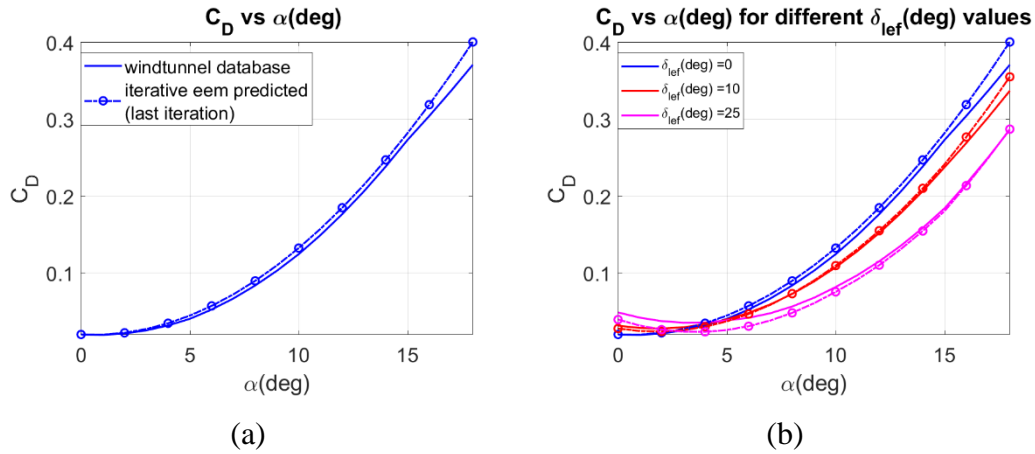 C_D vs α(deg)
windtunnel database
iterative eem predicted
(last iteration)
0.4
0.3
0.2
0.1
C_D
0
5
10
15
α(deg)
(a)
C_D vs α(deg) for different δ_lef(deg) values
δ_lef(deg) =0
δ_lef(deg) =10
δ_lef(deg) =25
0.4
0.3
0.2
0.1
C_D
0
5
10
15
α(deg)
(b)